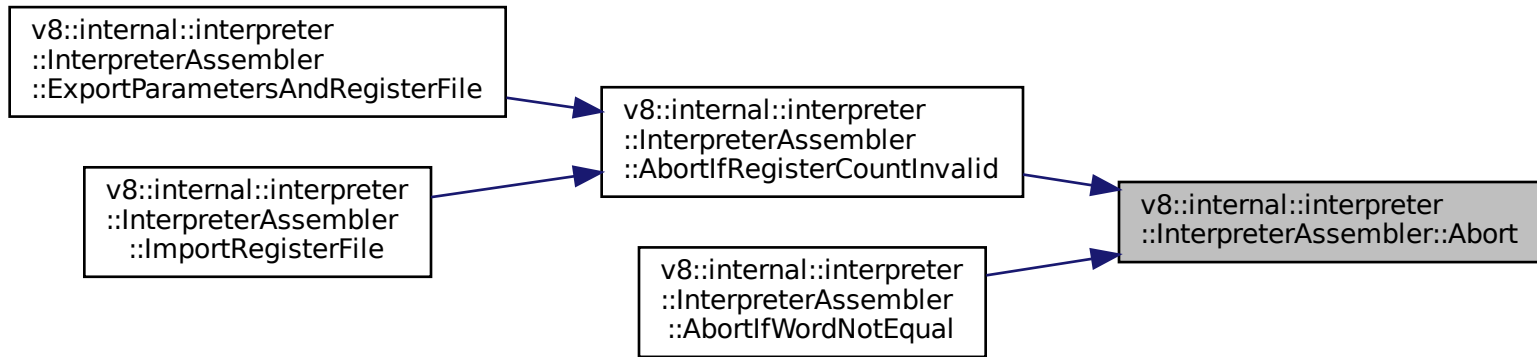 v8::internal::interpreter
::InterpreterAssembler
::ExportParametersAndRegisterFile
v8::internal::interpreter
::InterpreterAssembler
::ImportRegisterFile
v8::internal::interpreter
::InterpreterAssembler
::AbortIfRegisterCountInvalid
v8::internal::interpreter
::InterpreterAssembler
::AbortIfWordNotEqual
v8::internal::interpreter
::InterpreterAssembler::Abort